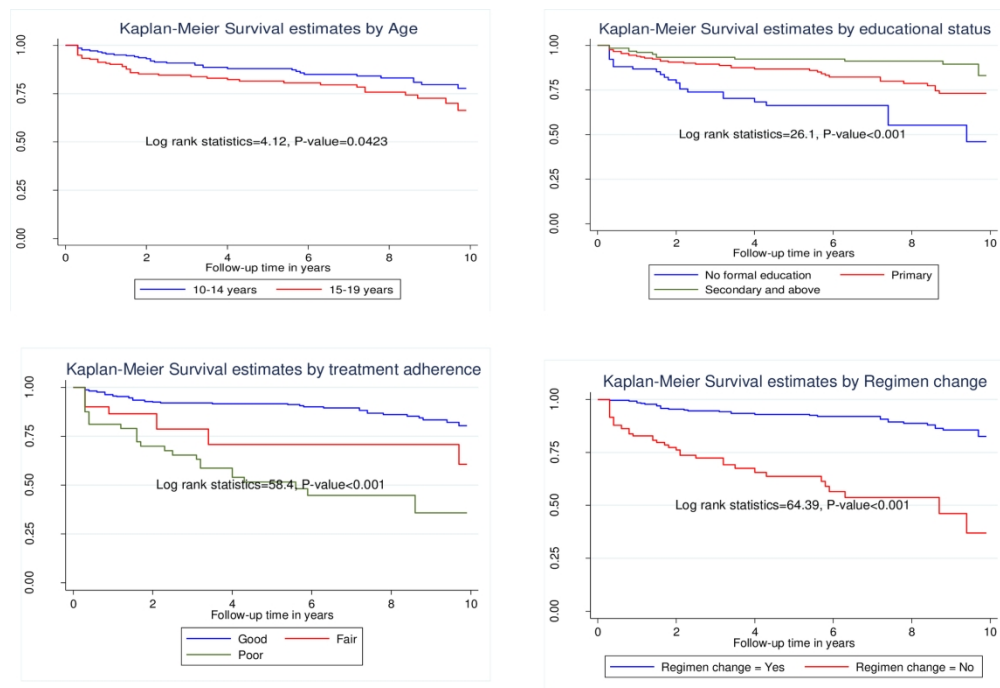 Kaplan-Meier Survival estimates by Age
1.00
0.75
0.50
0.25
0.00
Log rank statistics=4.12, P-value=0.0423
0 2 4 6 8 10
Follow-up time in years
10-14 years 15-19 years
Kaplan-Meier Survival estimates by educational status
1.00
0.75
0.50
0.25
0.00
Log rank statistics=26.1, P-value<0.001
0 2 4 6 8 10
Follow-up time in years
No formal education Primary
Secondary and above
Kaplan-Meier Survival estimates by treatment adherence
1.00
0.75
0.50
0.25
0.00
Log rank statistics=58.4, P-value<0.001
0 2 4 6 8 10
Follow-up time in years
Good Fair
Poor
Kaplan-Meier Survival estimates by Regimen change
1.00
0.75
0.50
0.25
0.00
Log rank statistics=64.39, P-value<0.001
0 2 4 6 8 10
Follow-up time in years
Regimen change = Yes Regimen change = No